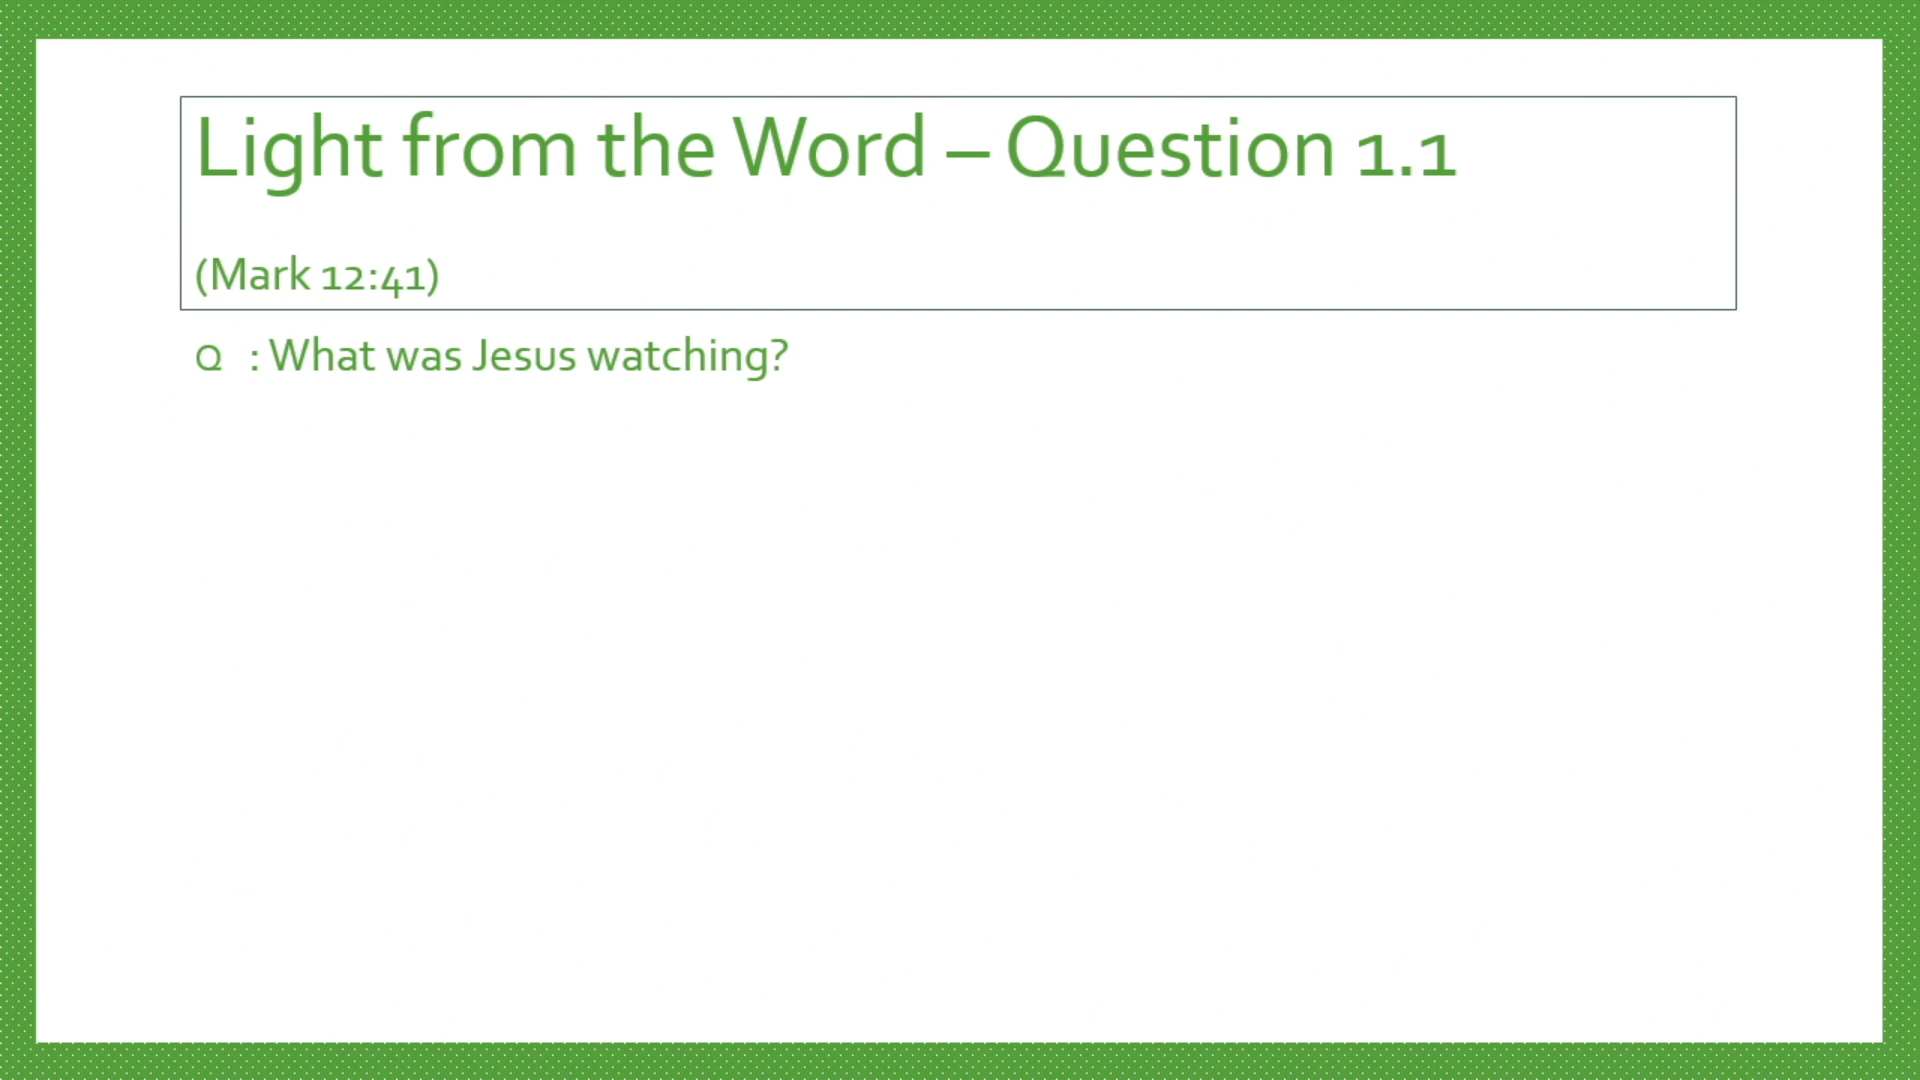 Light from the Word – Question 1.1
(Mark 12:41)
Q : What was Jesus watching?